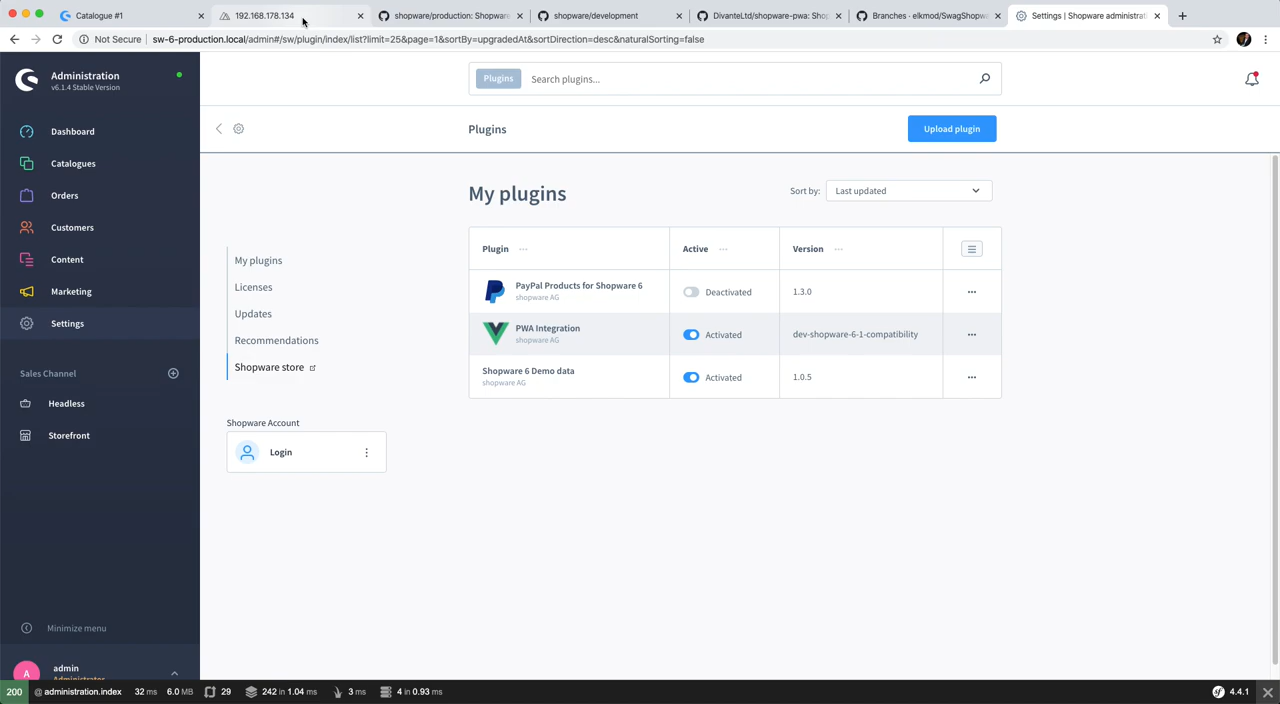 Catalogue #1
192.168.178.134
shopware/production: Shopware
shopware/development
DivanteLtd/shopware-pwa: Shop
Branches · elkmod/SwagShopw
Settings | Shopware administrat
Not Secure
sw-6-production.local/admin#/sw/plugin/index/list?limit=25&page=1&sortBy=upgradedAt&sortDirection=desc&naturalSorting=false
Administration
v6.1.4 Stable Version
Plugins
Search plugins...
Dashboard
Catalogues
Orders
Customers
Content
Marketing
Settings
Sales Channel
Headless
Storefront
Minimize menu
A
admin
Administrator
Plugins
Upload plugin
My plugins
Sort by:
Last updated
My plugins
Licenses
Updates
Recommendations
Shopware store
Shopware Account
Login
Plugin
Active
Version
PayPal Products for Shopware 6
shopware AG
Deactivated
1.3.0
PWA Integration
shopware AG
Activated
dev-shopware-6-1-compatibility
Shopware 6 Demo data
shopware AG
Activated
1.0.5
200
@ administration.index
32 ms
6.0 MB
29
242 in 1.04 ms
3 ms
4 in 0.93 ms
4.4.1